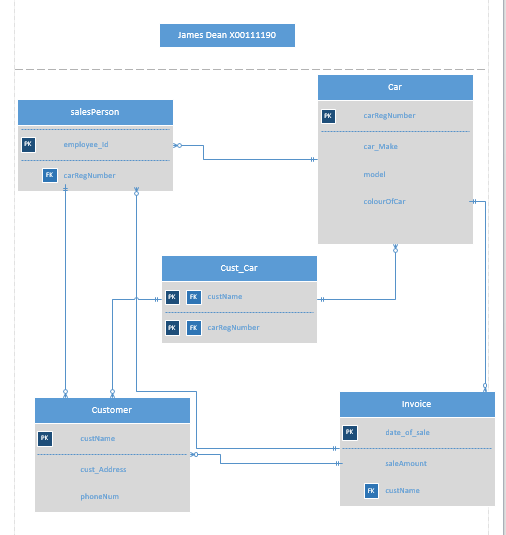 James Dean X00111190
Car
PK carRegNumber
car_Make
model
colourOfCar
salesPerson
PK employee_Id
FK carRegNumber
Cust_Car
PK FK custName
PK FK carRegNumber
Customer
PK custName
cust_Address
phoneNum
Invoice
PK date_of_sale
saleAmount
FK custName